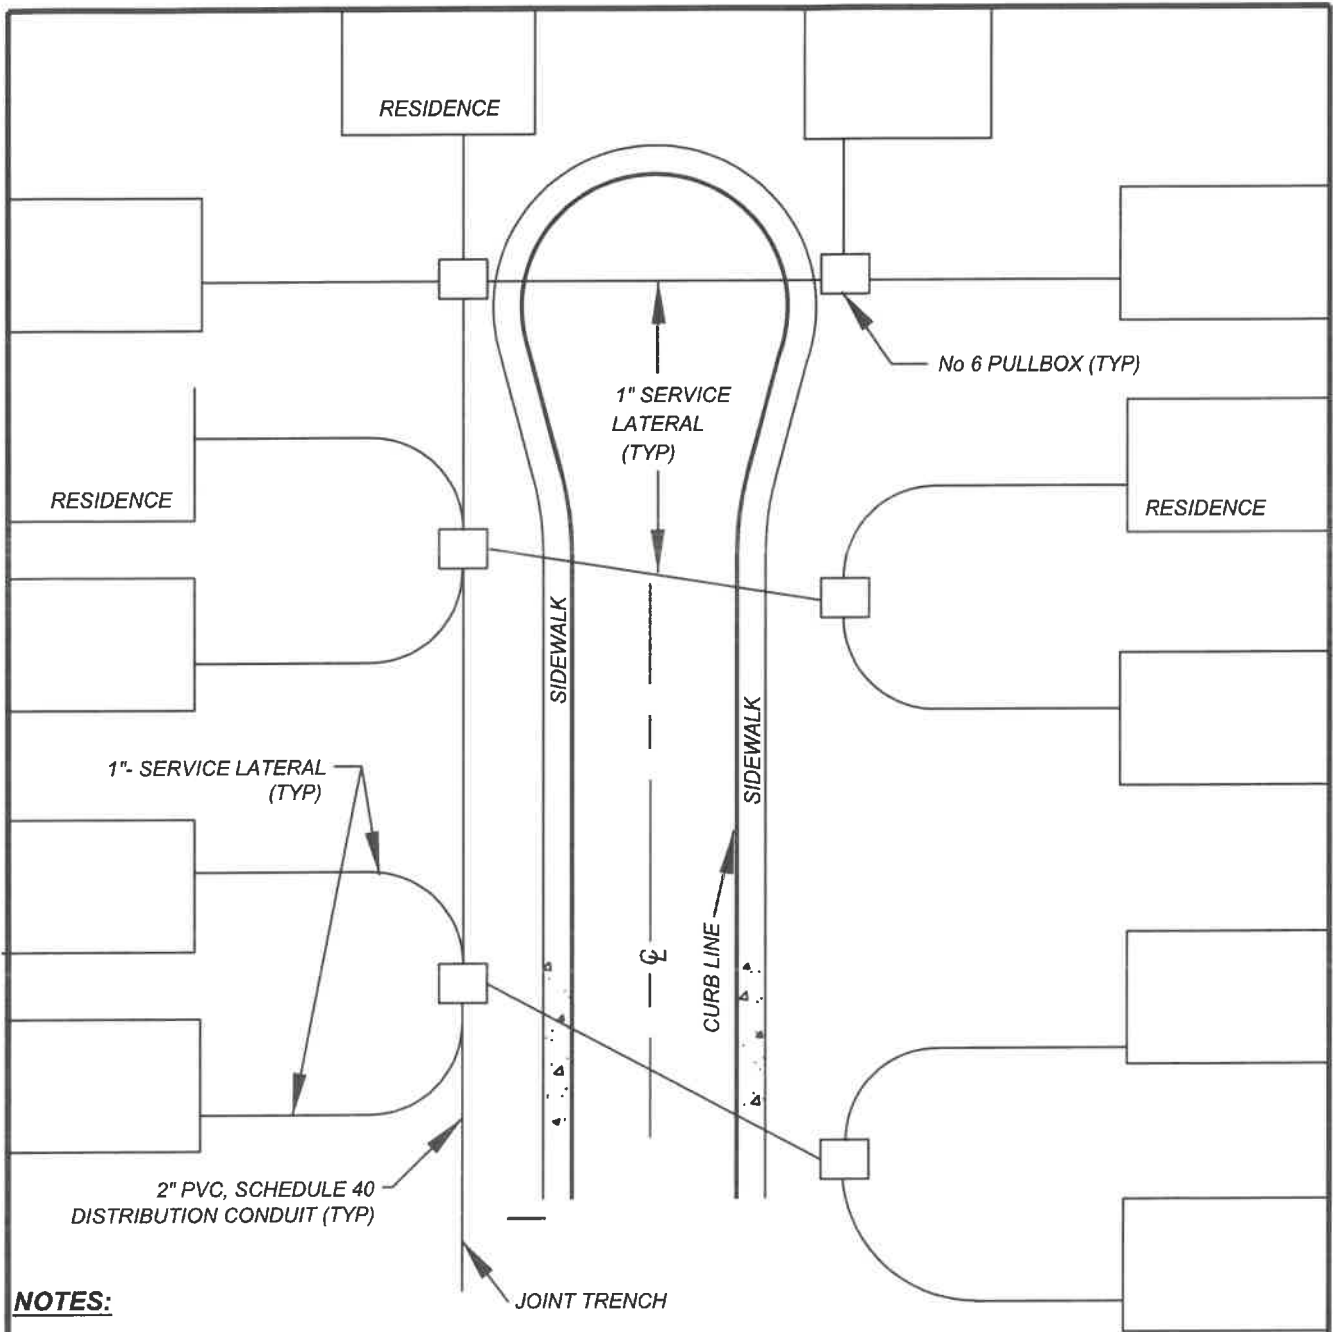 RESIDENCE
No 6 PULLBOX (TYP)
1" SERVICE
LATERAL
(TYP)
RESIDENCE
RESIDENCE
SIDEWALK
SIDEWALK
1"- SERVICE LATERAL
(TYP)
CURB LINE
℄
2" PVC, SCHEDULE 40
DISTRIBUTION CONDUIT (TYP)
JOINT TRENCH
NOTES: